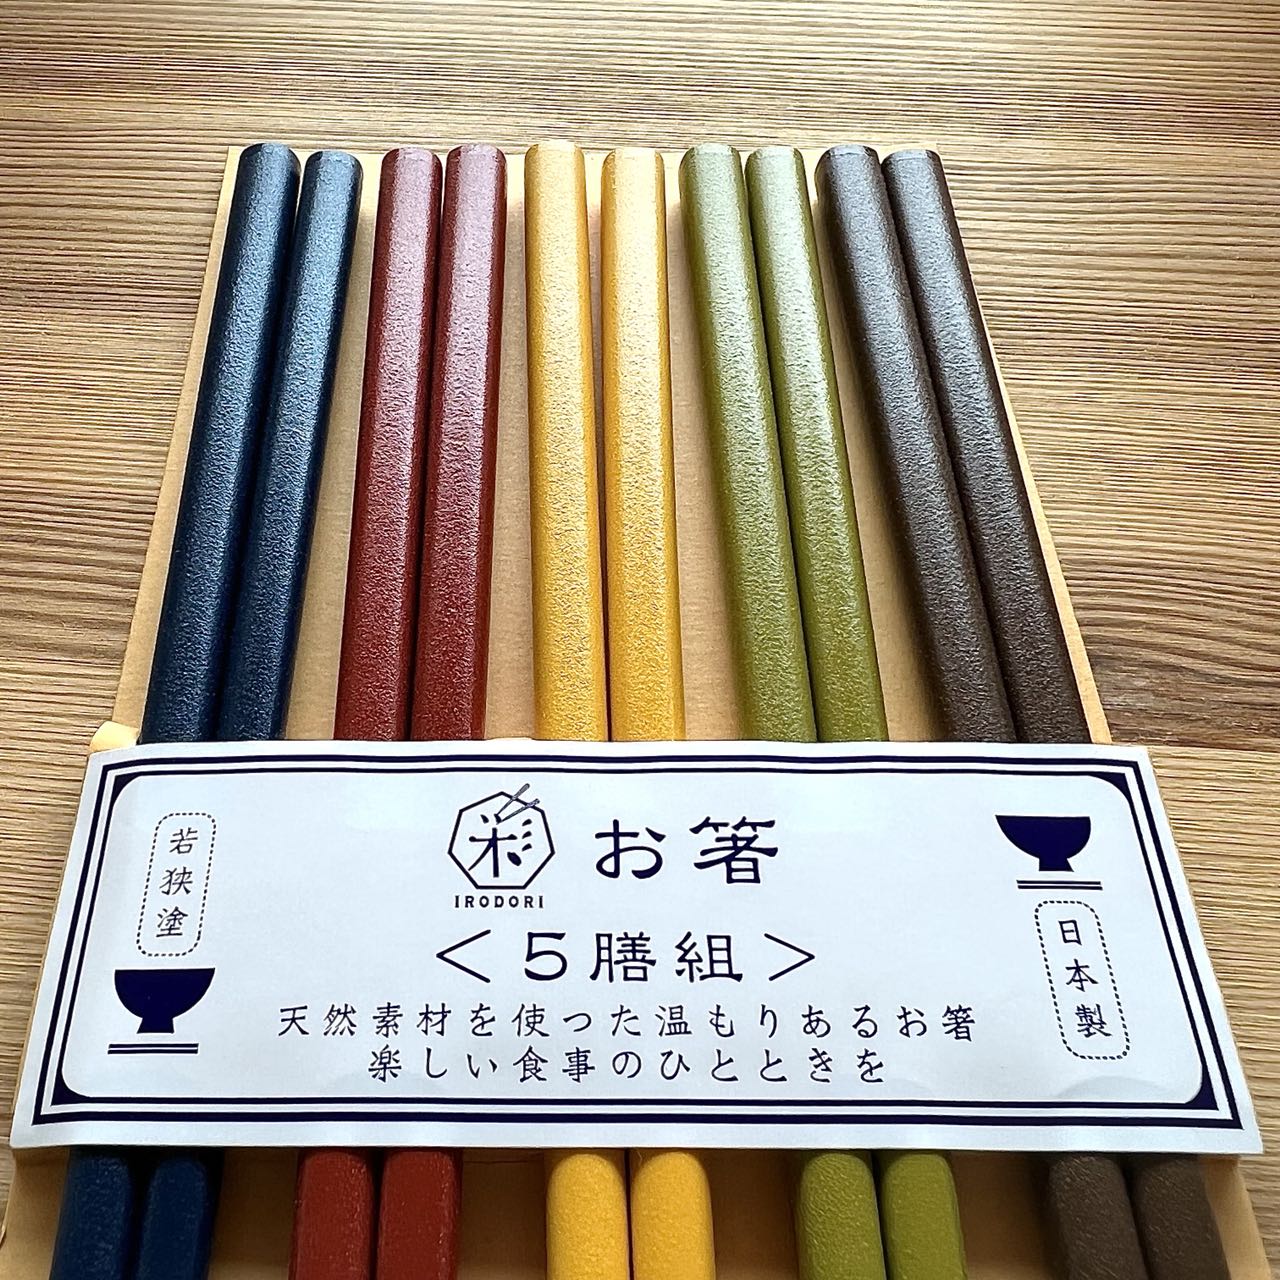 若狭塗
彩
IRODORI
お箸
＜5膳組＞
天然素材を使った温もりあるお箸
楽しい食事のひとときを
日本製